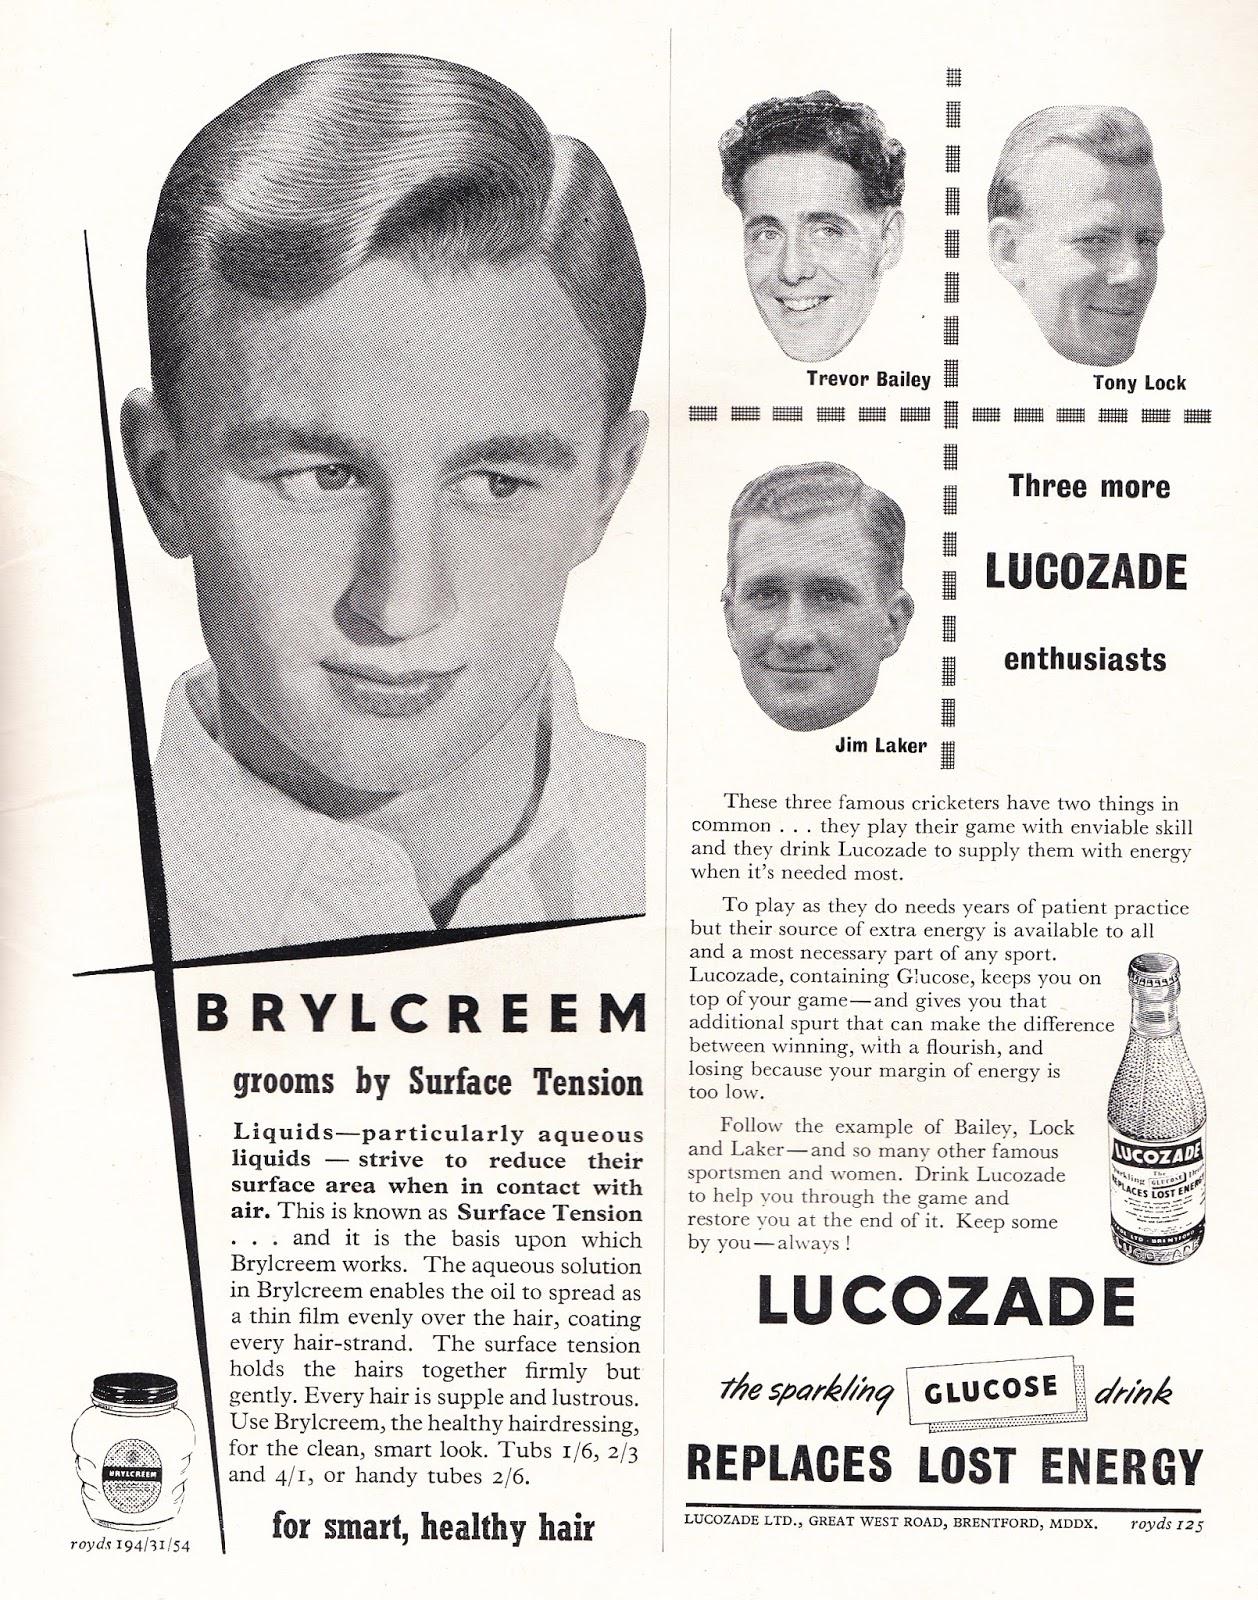 BRYLCREEM
grooms by Surface Tension
Liquids—particularly aqueous
liquids — strive to reduce their
surface area when in contact with
air. This is known as Surface Tension
. . . and it is the basis upon which
Brylcreem works. The aqueous solution
in Brylcreem enables the oil to spread as
a thin film evenly over the hair, coating
every hair-strand. The surface tension
holds the hairs together firmly but
gently. Every hair is supple and lustrous.
Use Brylcreem, the healthy hairdressing,
for the clean, smart look. Tubs 1/6, 2/3
and 4/1, or handy tubes 2/6.
for smart, healthy hair
BRYLCREEM
royds 194/31/54
Trevor Bailey
Tony Lock
Jim Laker
Three more
LUCOZADE
enthusiasts
These three famous cricketers have two things in
common . . . they play their game with enviable skill
and they drink Lucozade to supply them with energy
when it's needed most.
To play as they do needs years of patient practice
but their source of extra energy is available to all
and a most necessary part of any sport.
Lucozade, containing Glucose, keeps you on
top of your game—and gives you that
additional spurt that can make the difference
between winning, with a flourish, and
losing because your margin of energy is
too low.
Follow the example of Bailey, Lock
and Laker—and so many other famous
sportsmen and women. Drink Lucozade
to help you through the game and
restore you at the end of it. Keep some
by you—always !
LUCOZADE
The
GLUCOSE
REPLACES LOST ENERGY
LUCOZADE
LUCOZADE
the sparkling GLUCOSE drink
REPLACES LOST ENERGY
LUCOZADE LTD., GREAT WEST ROAD, BRENTFORD, MDDX.
royds 125